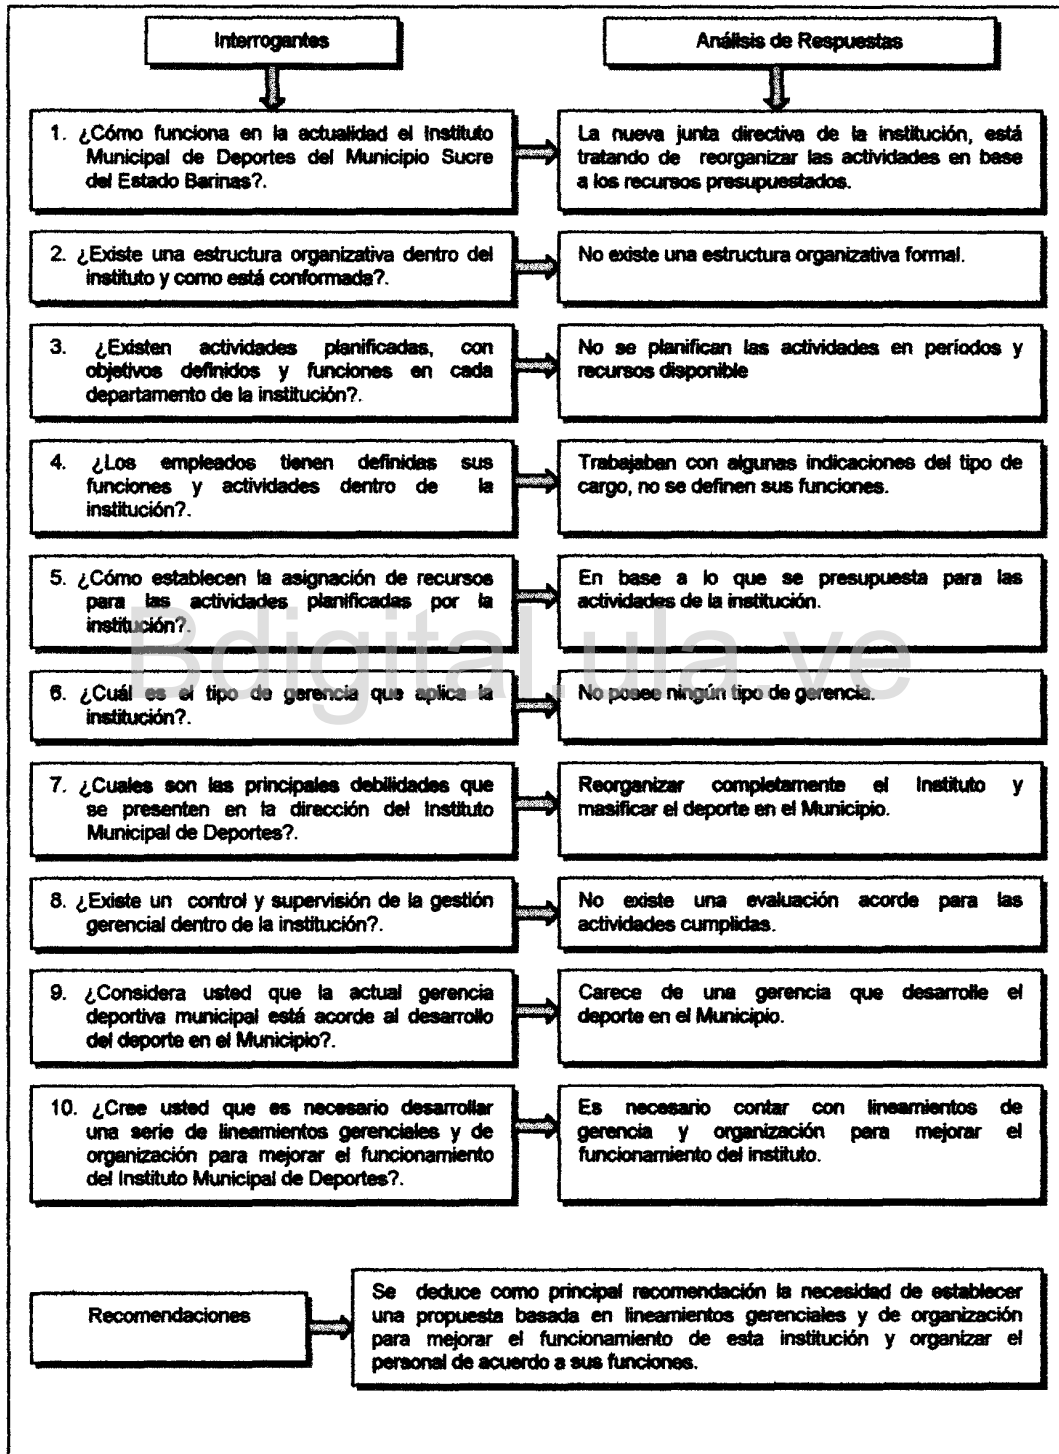 Interrogantes
Análisis de Respuestas
1. ¿Cómo funciona en la actualidad el Instituto
Municipal de Deportes del Municipio Sucre
del Estado Barinas?.
La nueva junta directiva de la institución, está
tratando de reorganizar las actividades en base
a los recursos presupuestados.
2. ¿Existe una estructura organizativa dentro del
instituto y como está conformada?.
No existe una estructura organizativa formal.
3. ¿Existen actividades planificadas, con
objetivos definidos y funciones en cada
departamento de la institución?.
No se planifican las actividades en períodos y
recursos disponible
4. ¿Los empleados tienen definidas sus
funciones y actividades dentro de la
institución?.
Trabajaban con algunas indicaciones del tipo de
cargo, no se definen sus funciones.
5. ¿Cómo establecen la asignación de recursos
para las actividades planificadas por la
institución?.
En base a lo que se presupuesta para las
actividades de la institución.
6. ¿Cuál es el tipo de gerencia que aplica la
institución?.
No posee ningún tipo de gerencia.
7. ¿Cuales son las principales debilidades que
se presenten en la dirección del Instituto
Municipal de Deportes?.
Reorganizar completamente el Instituto y
masificar el deporte en el Municipio.
8. ¿Existe un control y supervisión de la gestión
gerencial dentro de la institución?.
No existe una evaluación acorde para las
actividades cumplidas.
9. ¿Considera usted que la actual gerencia
deportiva municipal está acorde al desarrollo
del deporte en el Municipio?.
Carece de una gerencia que desarrolle el
deporte en el Municipio.
10. ¿Cree usted que es necesario desarrollar
una serie de lineamientos gerenciales y de
organización para mejorar el funcionamiento
del Instituto Municipal de Deportes?.
Es necesario contar con lineamientos de
gerencia y organización para mejorar el
funcionamiento del instituto.
Recomendaciones
Se deduce como principal recomendación la necesidad de establecer
una propuesta basada en lineamientos gerenciales y de organización
para mejorar el funcionamiento de esta institución y organizar el
personal de acuerdo a sus funciones.
Bdigital.ula.ve